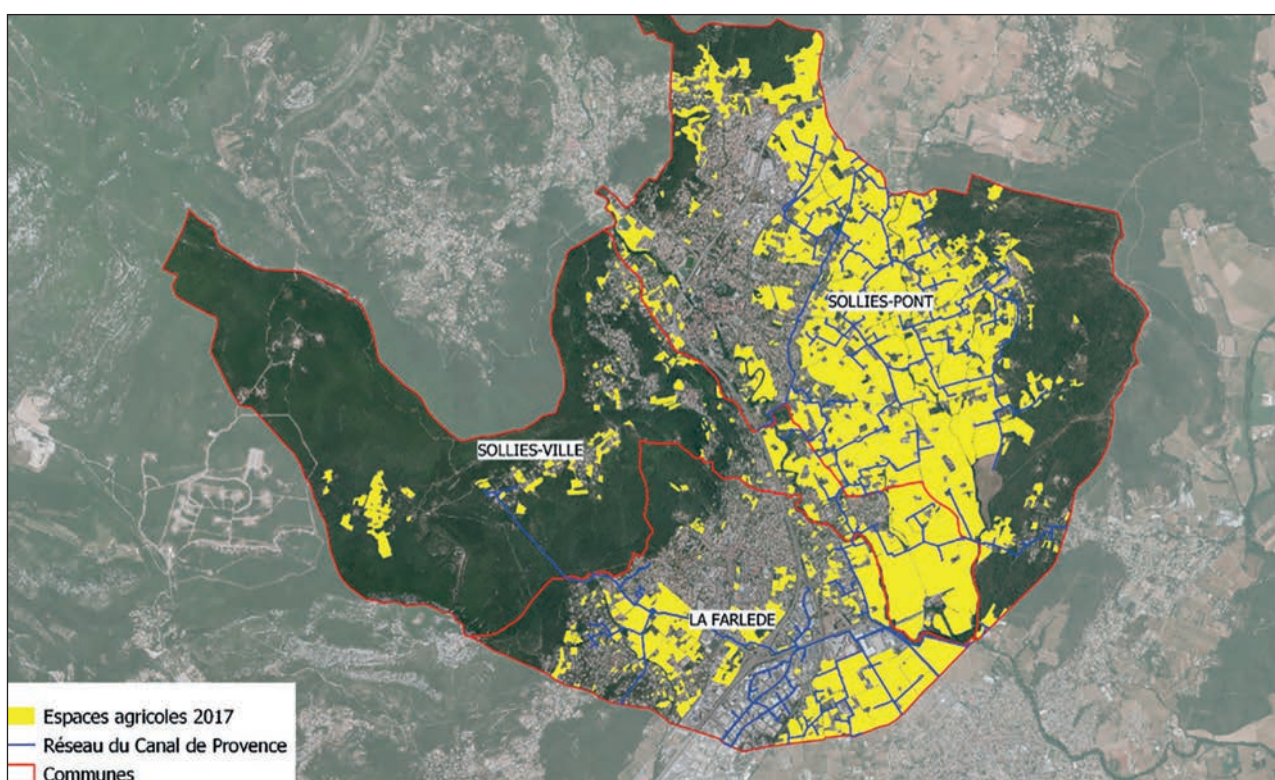 SOLLIES-PONT
SOLLIES-VILLE
LA FARLEDE
Espaces agricoles 2017
Réseau du Canal de Provence
Communes